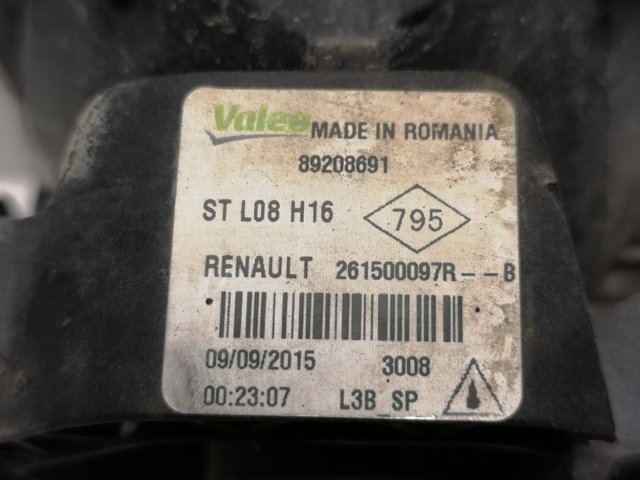 Valeo MADE IN ROMANIA
89208691
ST L08 H16 795
RENAULT 261500097R--B
09/09/2015 3008
00:23:07 L3B_SP